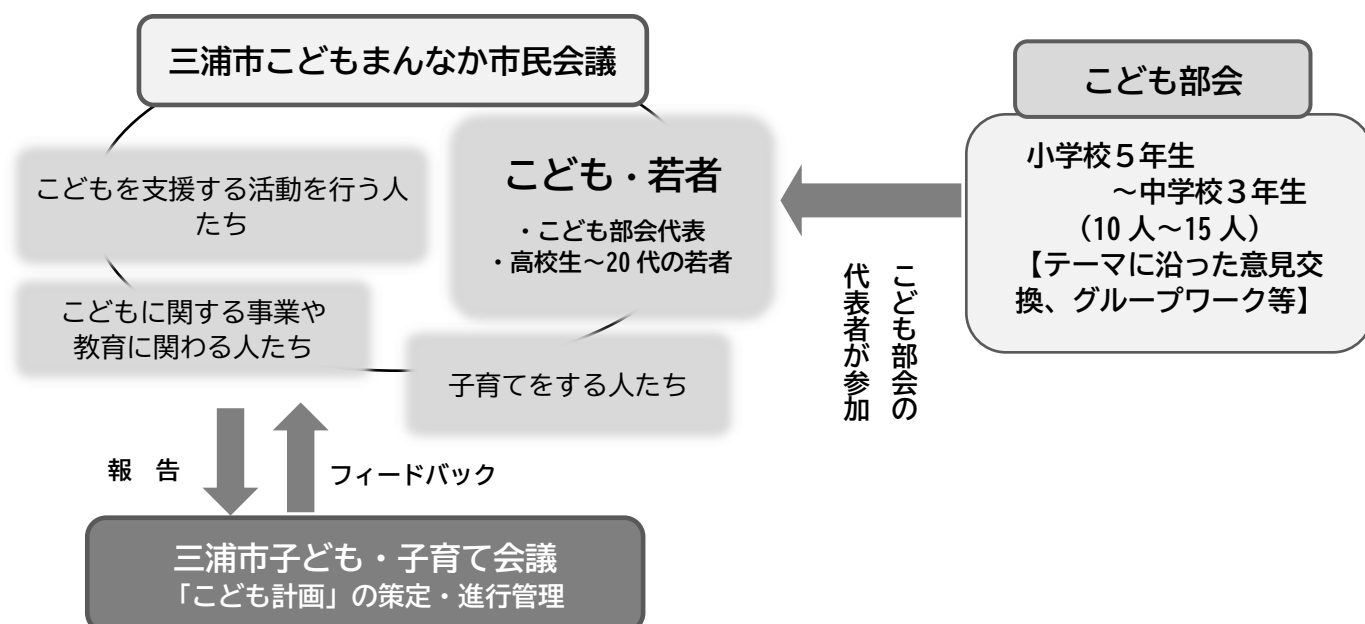 三浦市こどもまんなか市民会議
こどもを支援する活動を行う人
たち
こども・若者
・こども部会代表
・高校生～20代の若者
こどもに関する事業や
教育に関わる人たち
子育てをする人たち
こども部会
小学校５年生
～中学校３年生
（10人～15人）
【テーマに沿った意見交
換、グループワーク等】
こども部会の
代表者が参加
報　告
フィードバック
三浦市子ども・子育て会議
「こども計画」の策定・進行管理